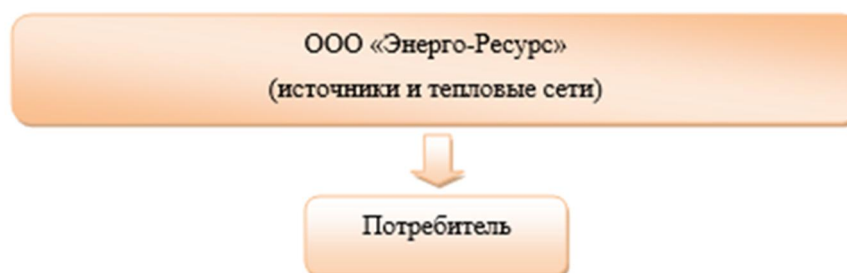 ООО «Энерго-Ресурс»
(источники и тепловые сети)
Потребитель